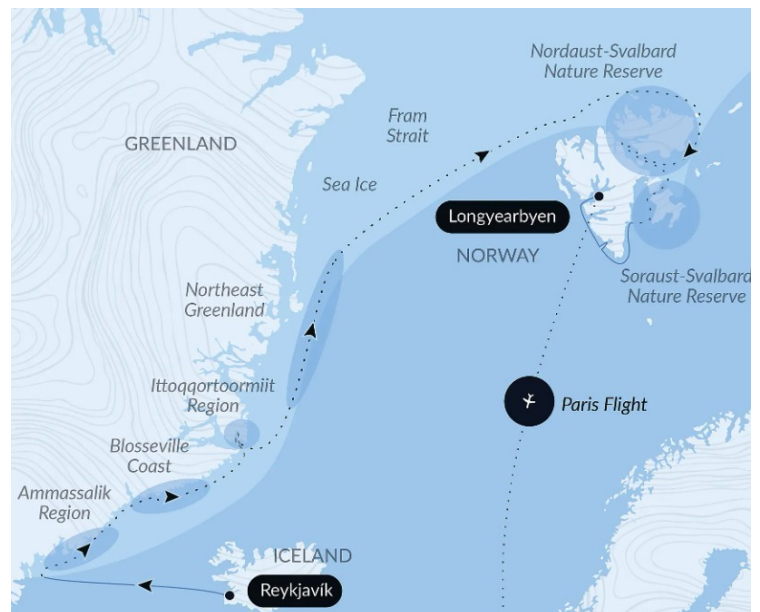 Nordaust-Svalbard
Nature Reserve
Fram
Strait
GREENLAND
Sea Ice
Longyearbyen
NORWAY
Soraust-Svalbard
Nature Reserve
Northeast
Greenland
Ittoqqortoormiit
Region
Paris Flight
Blosseville
Coast
Ammassalik
Region
ICELAND
Reykjavík